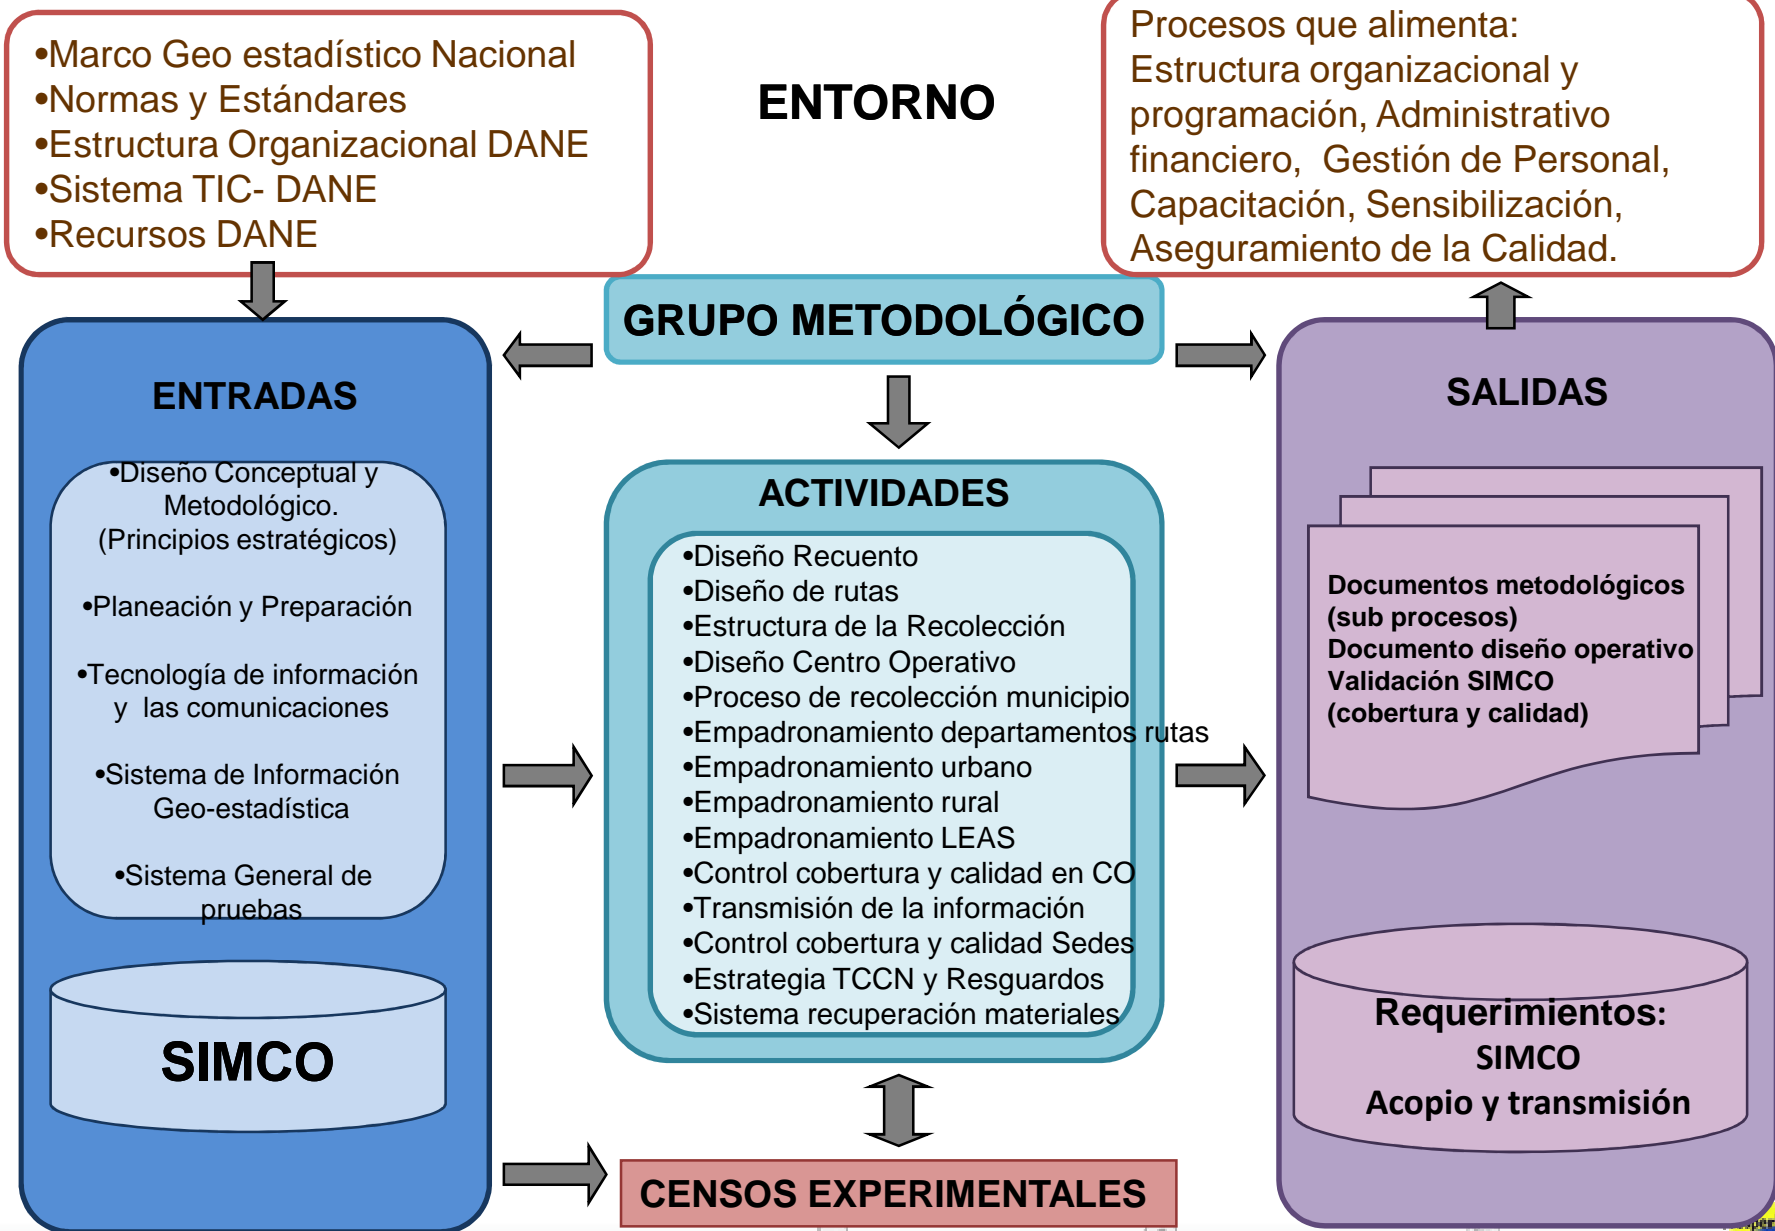 •Marco Geo estadístico Nacional
•Normas y Estándares
•Estructura Organizacional DANE
•Sistema TIC- DANE
•Recursos DANE
ENTORNO
Procesos que alimenta:
Estructura organizacional y
programación, Administrativo
financiero, Gestión de Personal,
Capacitación, Sensibilización,
Aseguramiento de la Calidad.
GRUPO METODOLÓGICO
ENTRADAS
•Diseño Conceptual y
Metodológico.
(Principios estratégicos)
•Planeación y Preparación
•Tecnología de información
y las comunicaciones
•Sistema de Información
Geo-estadística
•Sistema General de
pruebas
SIMCO
ACTIVIDADES
•Diseño Recuento
•Diseño de rutas
•Estructura de la Recolección
•Diseño Centro Operativo
•Proceso de recolección municipio
•Empadronamiento departamentos rutas
•Empadronamiento urbano
•Empadronamiento rural
•Empadronamiento LEAS
•Control cobertura y calidad en CO
•Transmisión de la información
•Control cobertura y calidad Sedes
•Estrategia TCCN y Resguardos
•Sistema recuperación materiales
CENSOS EXPERIMENTALES
SALIDAS
Documentos metodológicos
(sub procesos)
Documento diseño operativo
Validación SIMCO
(cobertura y calidad)
Requerimientos:
SIMCO
Acopio y transmisión